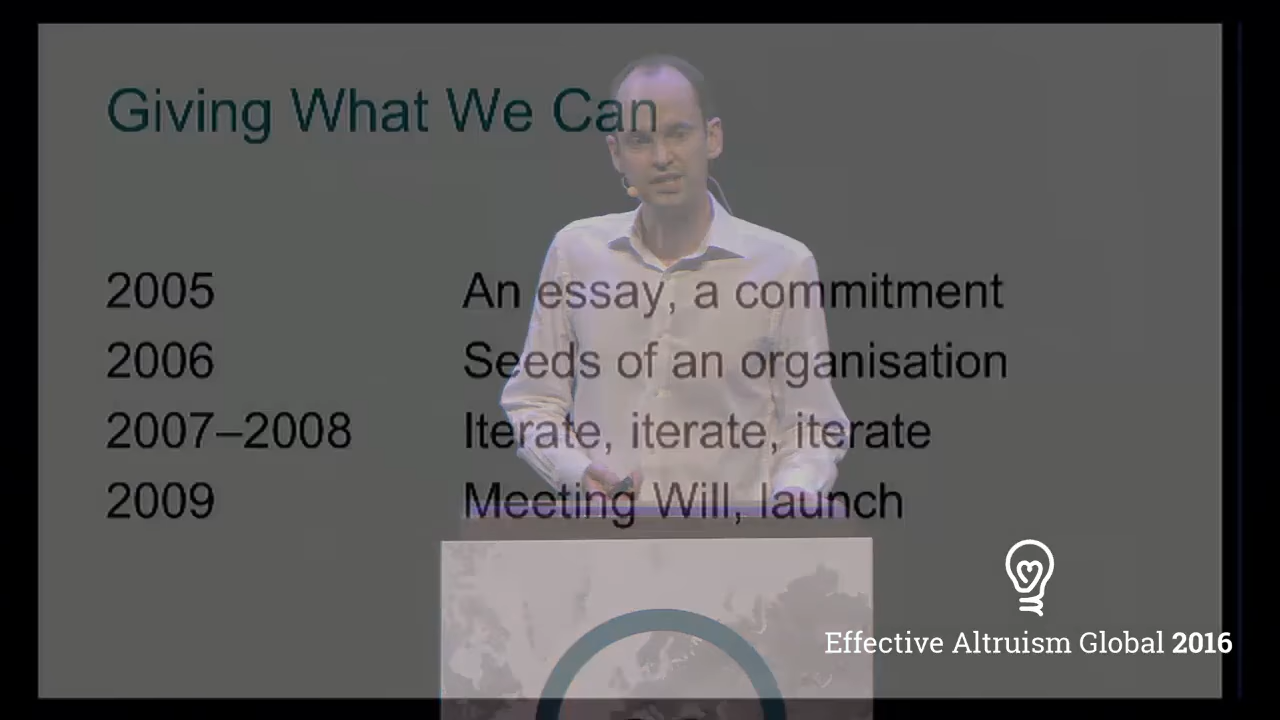 Giving What We Can
2005 An essay, a commitment
2006 Seeds of an organisation
2007–2008 Iterate, iterate, iterate
2009 Meeting Will, launch
Effective Altruism Global 2016